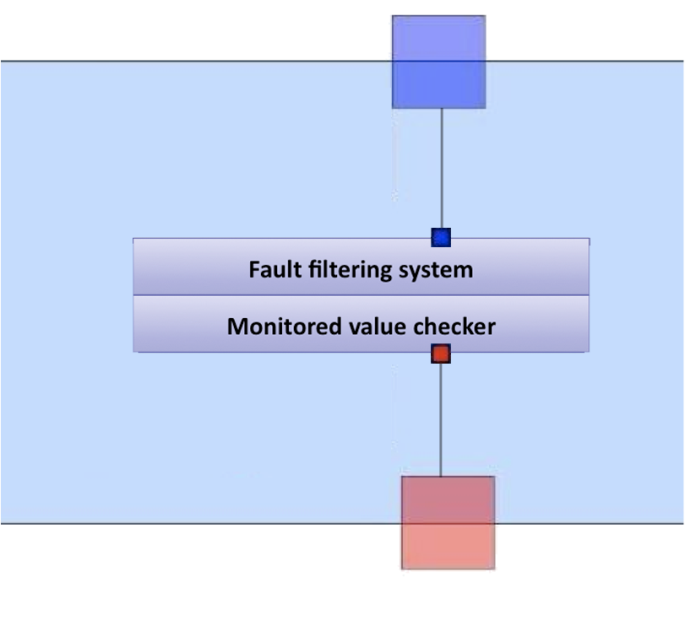 Fault filtering system
Monitored value checker